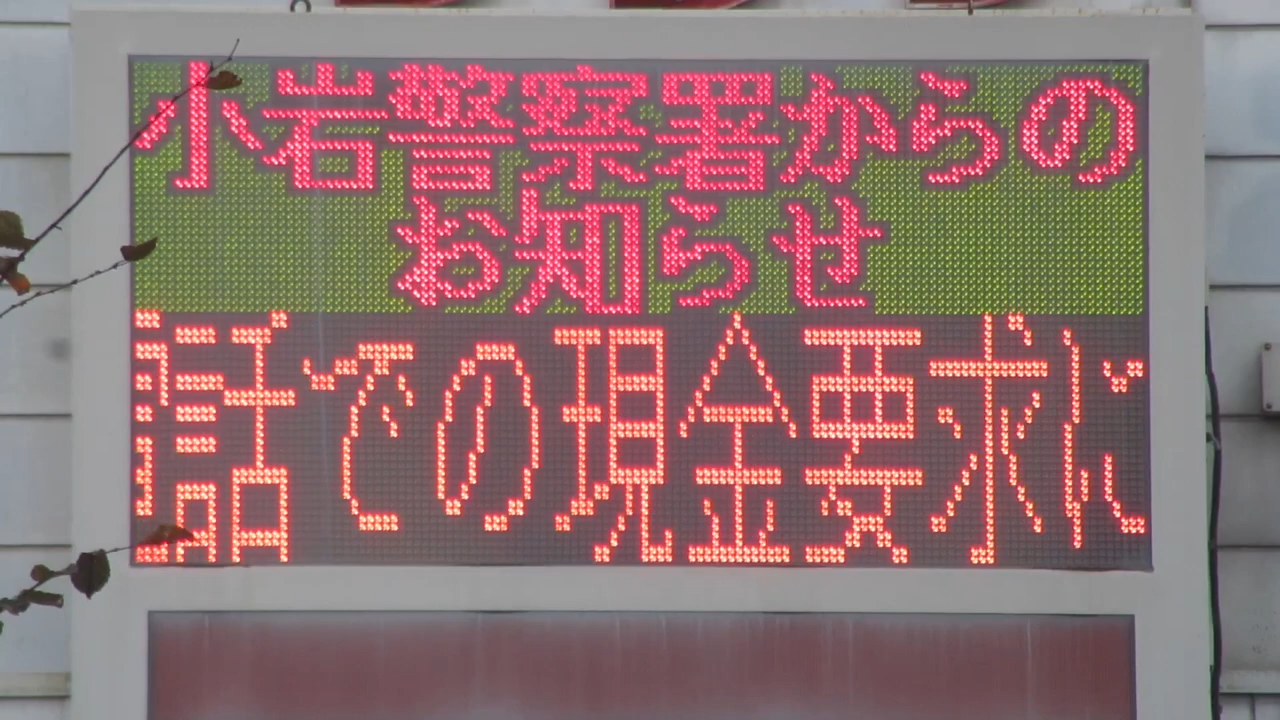 小岩警察署からの
お知らせ
話での現金要求に